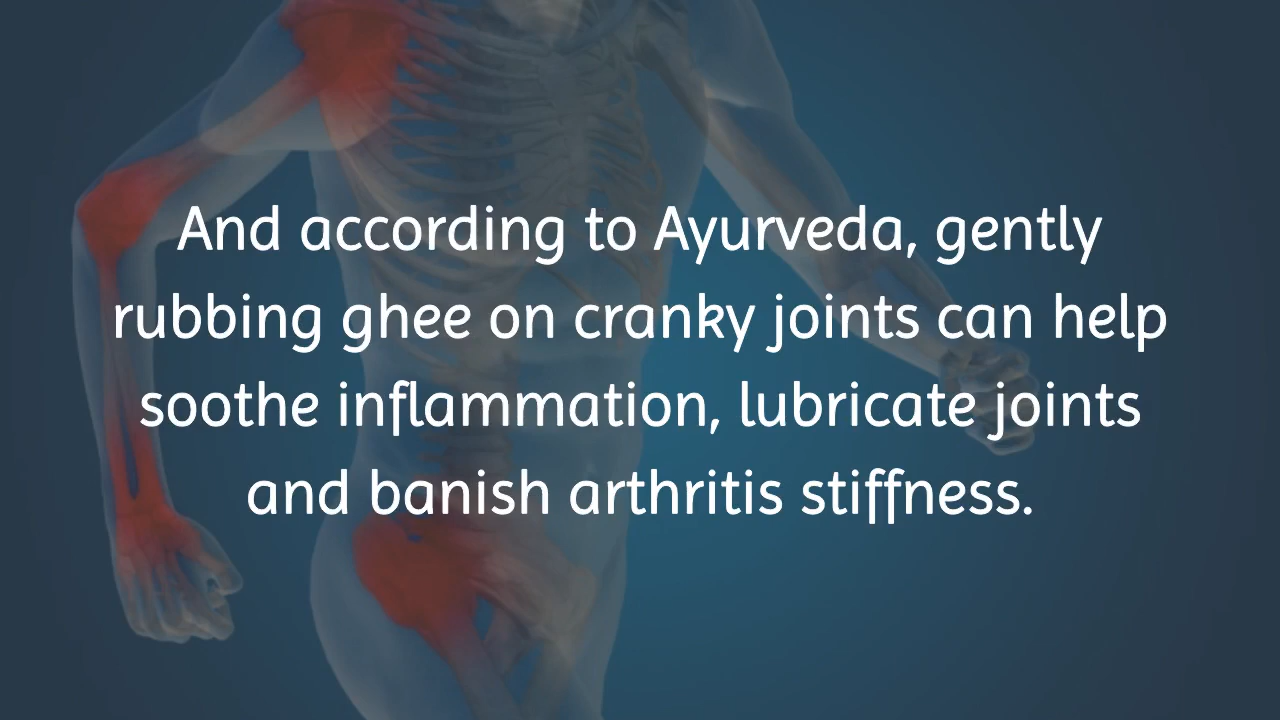 And according to Ayurveda, gently
rubbing ghee on cranky joints can help
soothe inflammation, lubricate joints
and banish arthritis stiffness.